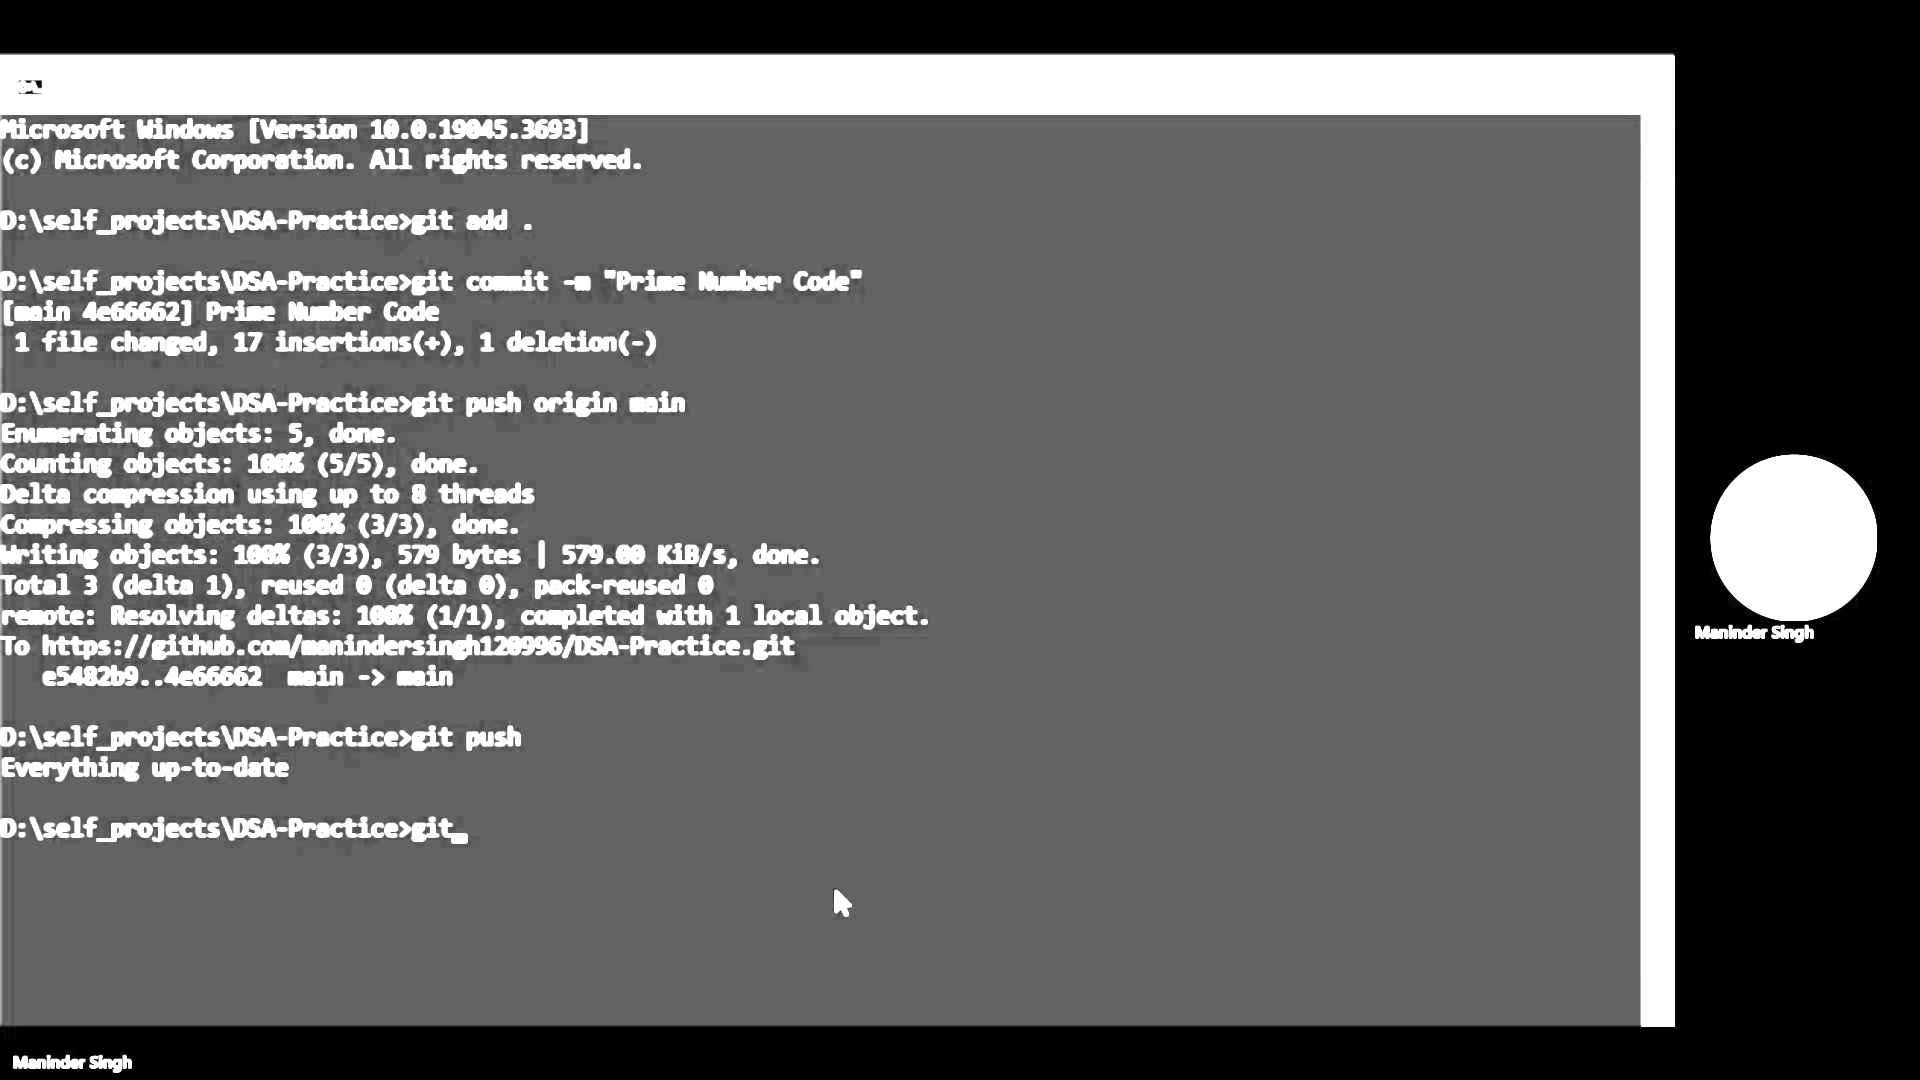 Microsoft Windows [Version 10.0.19045.3693]
(c) Microsoft Corporation. All rights reserved.
D:\self_projects\DSA-Practice>git add .
D:\self_projects\DSA-Practice>git commit -m "Prime Number Code"
[main 4e66662] Prime Number Code
1 file changed, 17 insertions(+), 1 deletion(-)
D:\self_projects\DSA-Practice>git push origin main
Enumerating objects: 5, done.
Counting objects: 100% (5/5), done.
Delta compression using up to 8 threads
Compressing objects: 100% (3/3), done.
Writing objects: 100% (3/3), 579 bytes | 579.00 KiB/s, done.
Total 3 (delta 1), reused 0 (delta 0), pack-reused 0
remote: Resolving deltas: 100% (1/1), completed with 1 local object.
To https://github.com/manindersingh120996/DSA-Practice.git
e5482b9..4e66662 main -> main
D:\self_projects\DSA-Practice>git push
Everything up-to-date
D:\self_projects\DSA-Practice>git_
Maninder Singh
Maninder Singh